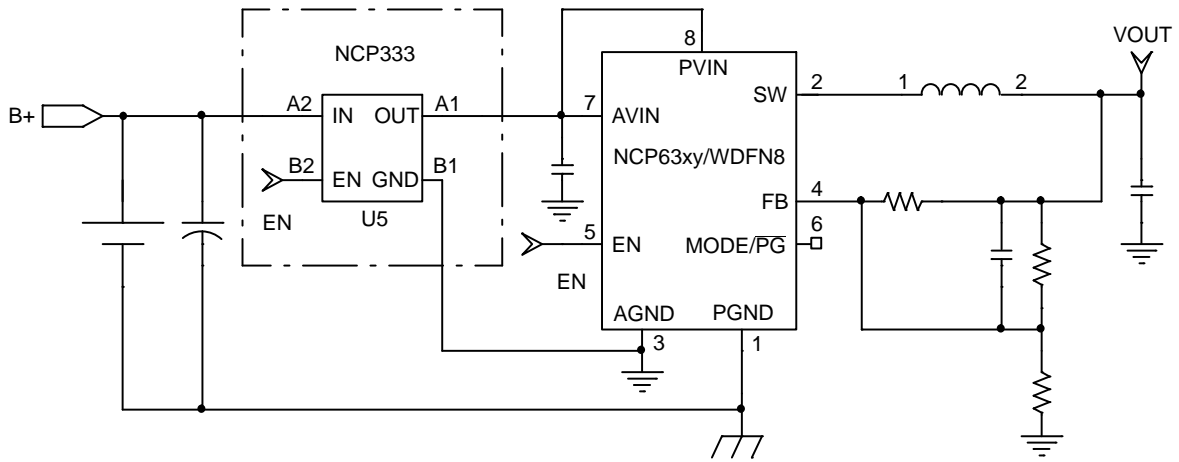 VOUT
NCP333
8
PVIN
SW
2
1
2
B+
A2
IN
OUT
A1
7
AVIN
NCP63xy/WDFN8
B2
EN
GND
B1
U5
EN
FB
4
6
MODE/PG
5
EN
EN
AGND
PGND
3
1